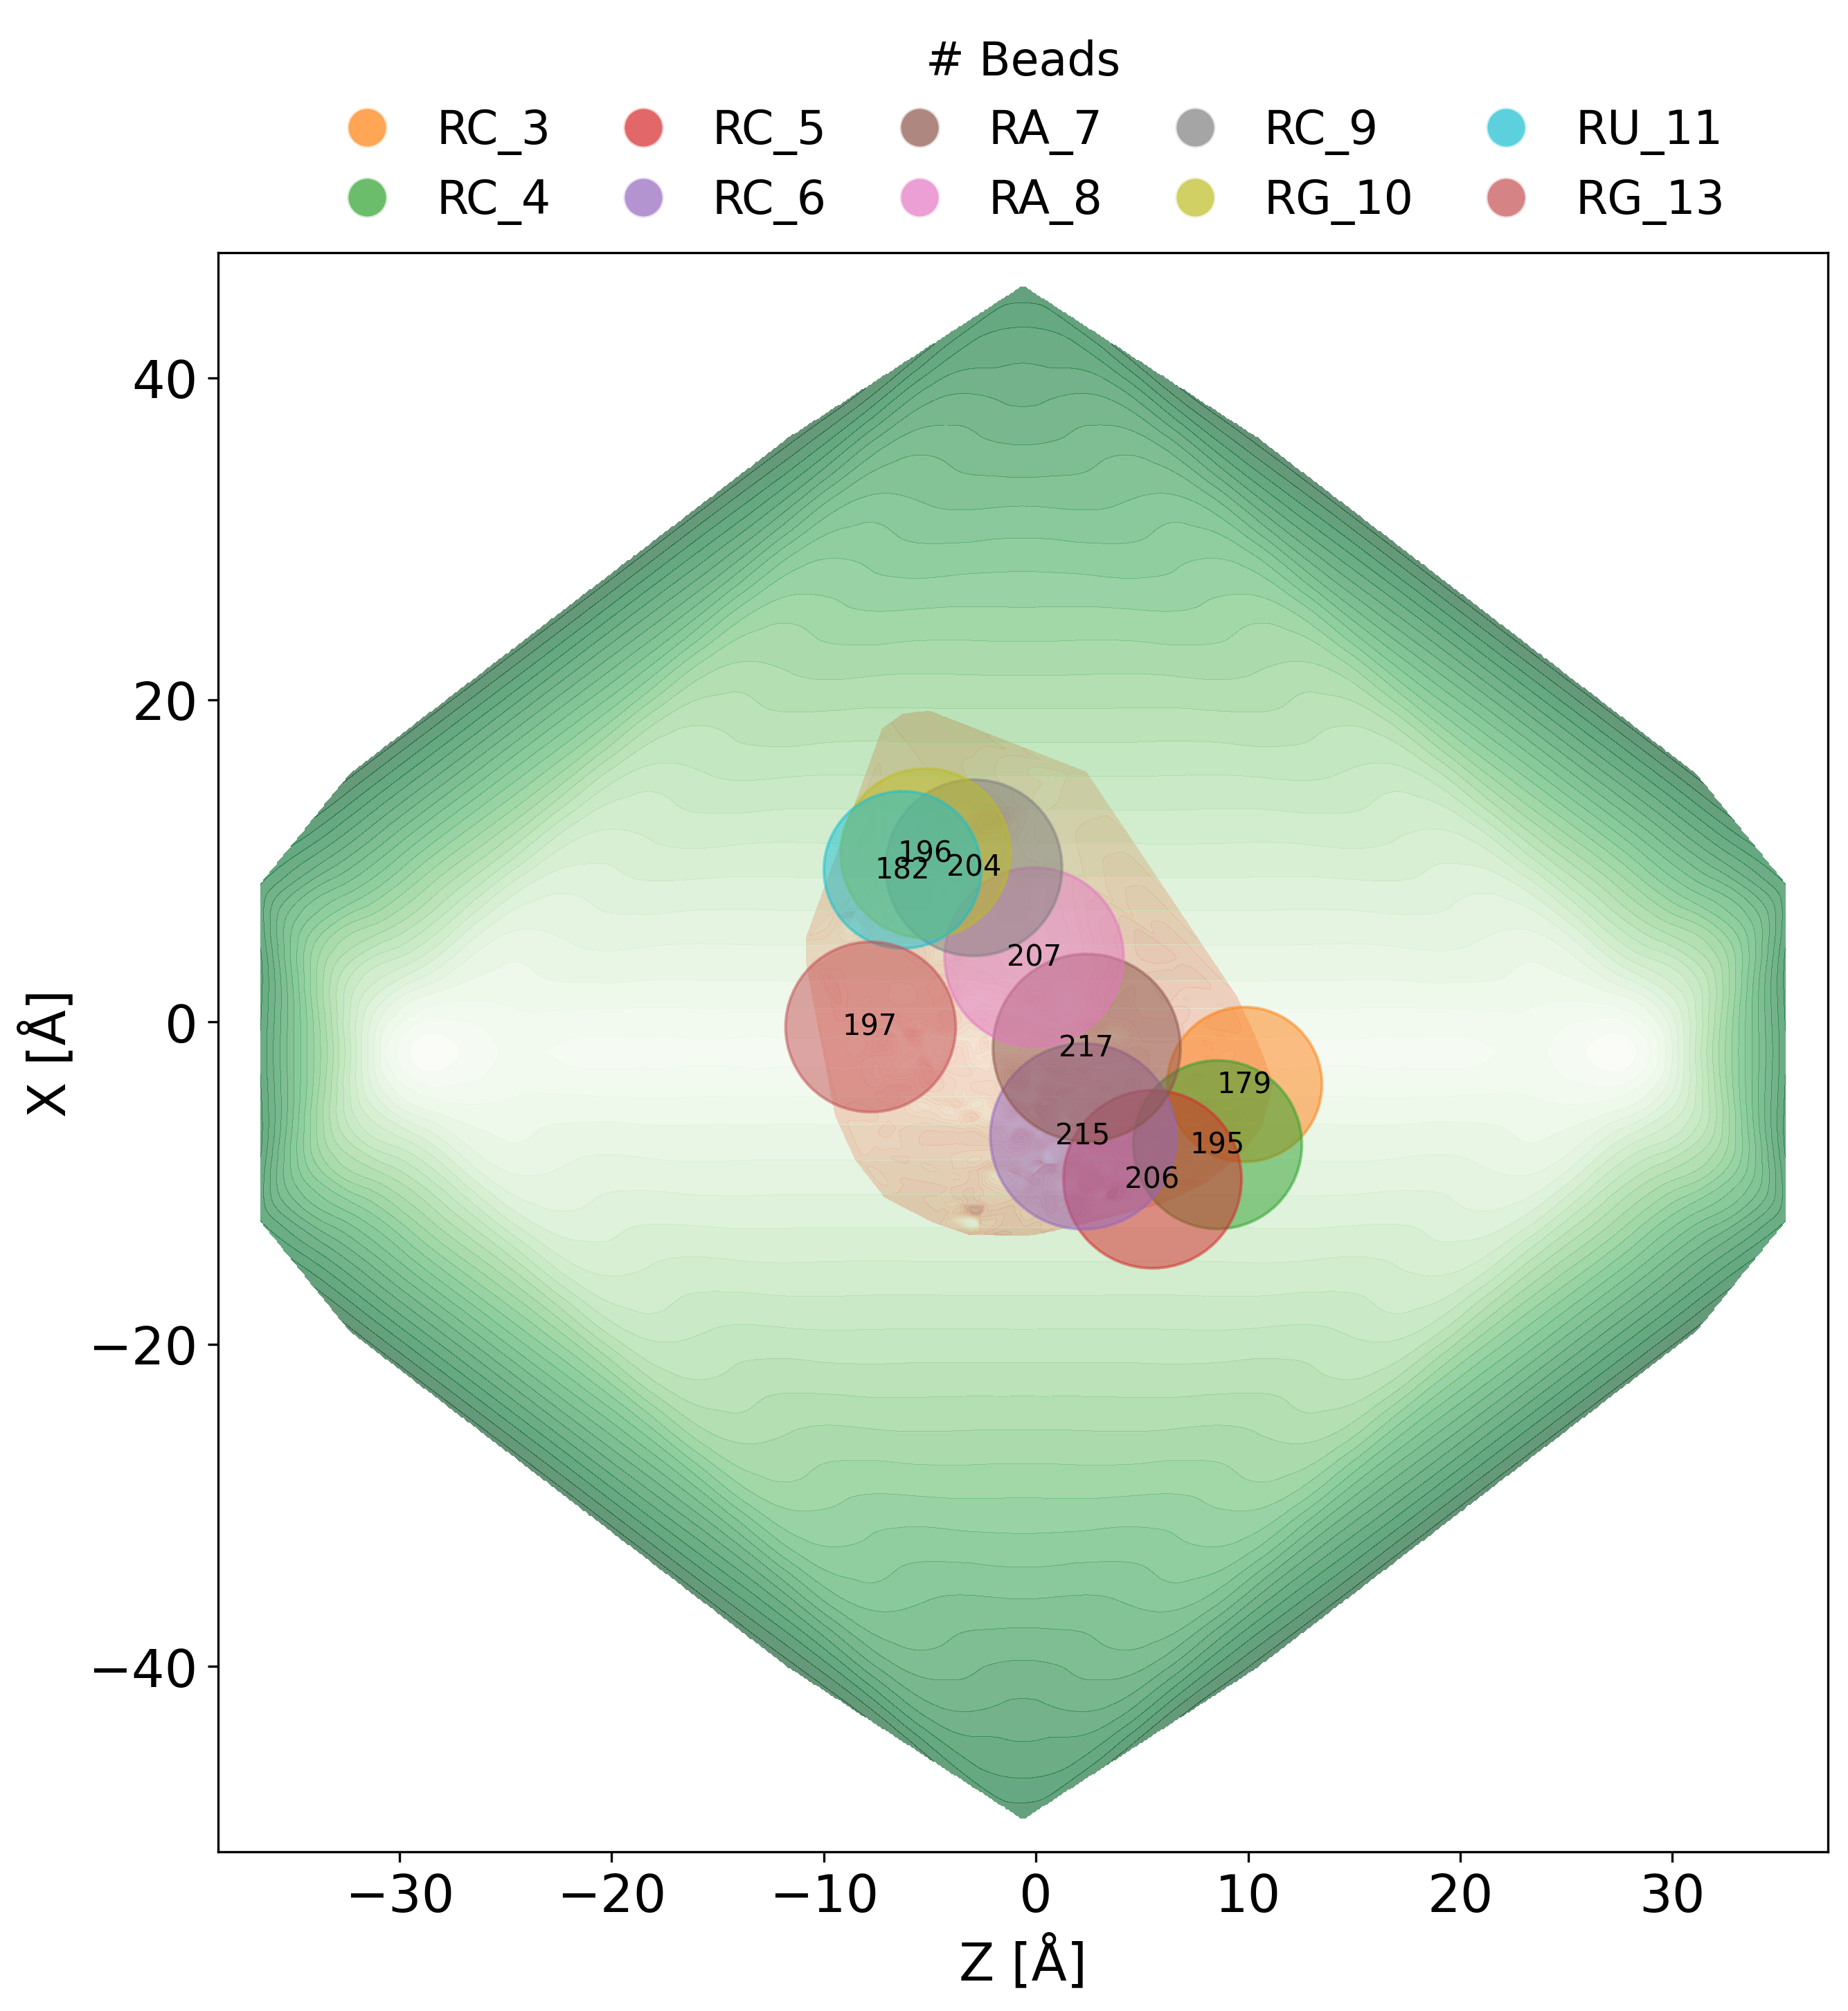 # Beads
RC_3 RC_5 RA_7 RC_9 RU_11
RC_4 RC_6 RA_8 RG_10 RG_13
40
20
0
−20
−40
X [Å]
196
182 204
207
197
217
179
215
195
206
−30 −20 −10 0 10 20 30
Z [Å]